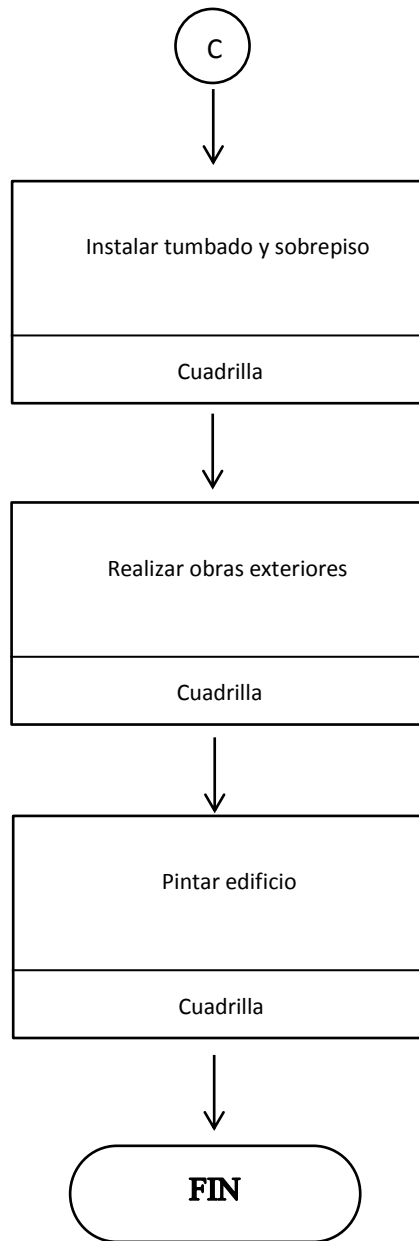 C
Instalar tumbado y sobrepiso
Cuadrilla
Realizar obras exteriores
Cuadrilla
Pintar edificio
Cuadrilla
FIN